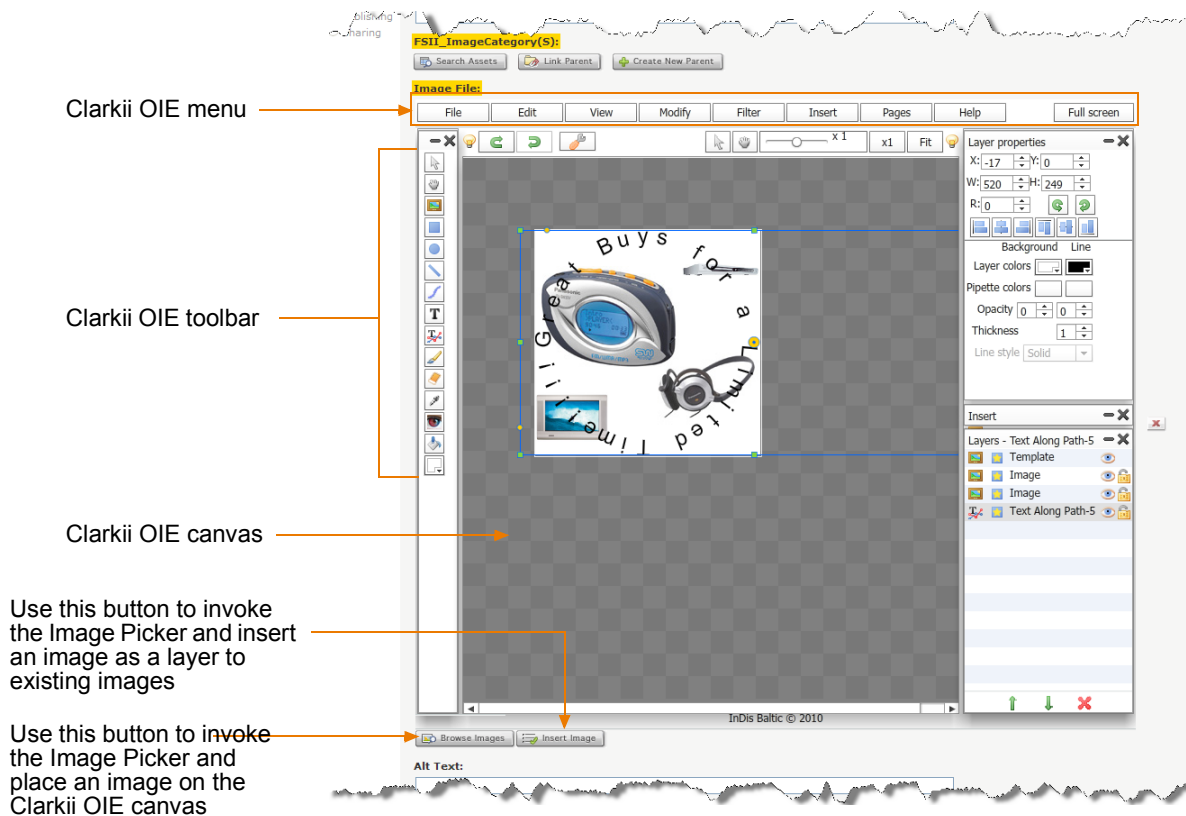 Sharing
FSII_ImageCategory(S):
Search Assets
Link Parent
Create New Parent
Image File:
Clarkii OIE menu
File Edit View Modify Filter Insert Pages Help Full screen
x 1
x1 Fit
Layer properties
X: -17 Y: 0
W: 520 H: 249
R: 0
Background Line
Layer colors
Pipette colors
Opacity 0 0
Thickness 1
Line style Solid
Clarkii OIE toolbar
T
Great Buys for a Limited Time!!!
Panasonic
Insert
Layers - Text Along Path-5
Template
Image
Image
Text Along Path-5
Clarkii OIE canvas
Use this button to invoke
the Image Picker and insert
an image as a layer to
existing images
InDis Baltic © 2010
Browse Images
Insert Image
Use this button to invoke
the Image Picker and
place an image on the
Clarkii OIE canvas
Alt Text: